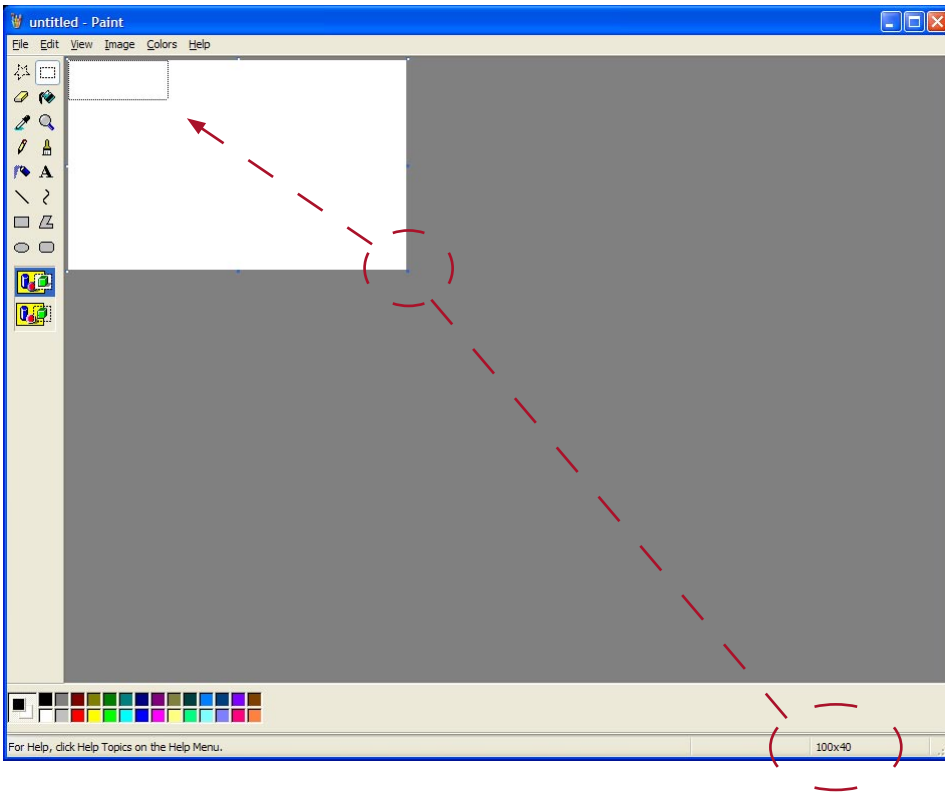 untitled - Paint
File Edit View Image Colors Help
A
For Help, click Help Topics on the Help Menu.
100x40